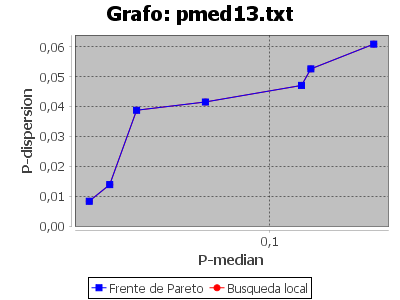 Grafo: pmed13.txt
P-dispersion
0,06
0,05
0,04
0,03
0,02
0,01
0,00
0,1
P-median
Frente de Pareto
Busqueda local